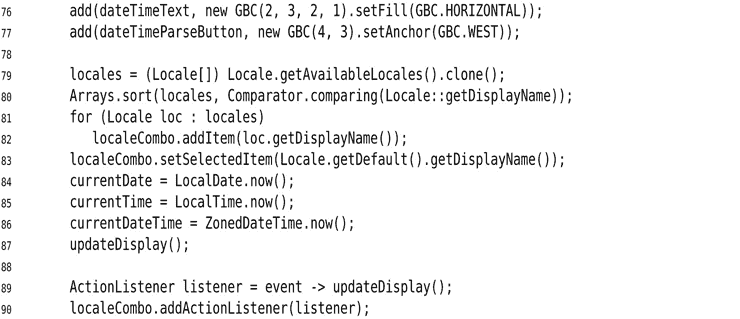 76 add(dateTimeText, new GBC(2, 3, 2, 1).setFill(GBC.HORIZONTAL));
77 add(dateTimeParseButton, new GBC(4, 3).setAnchor(GBC.WEST));
78
79 locales = (Locale[]) Locale.getAvailableLocales().clone();
80 Arrays.sort(locales, Comparator.comparing(Locale::getDisplayName));
81 for (Locale loc : locales)
82 localeCombo.addItem(loc.getDisplayName());
83 localeCombo.setSelectedItem(Locale.getDefault().getDisplayName());
84 currentDate = LocalDate.now();
85 currentTime = LocalTime.now();
86 currentDateTime = ZonedDateTime.now();
87 updateDisplay();
88
89 ActionListener listener = event -> updateDisplay();
90 localeCombo.addActionListener(listener);